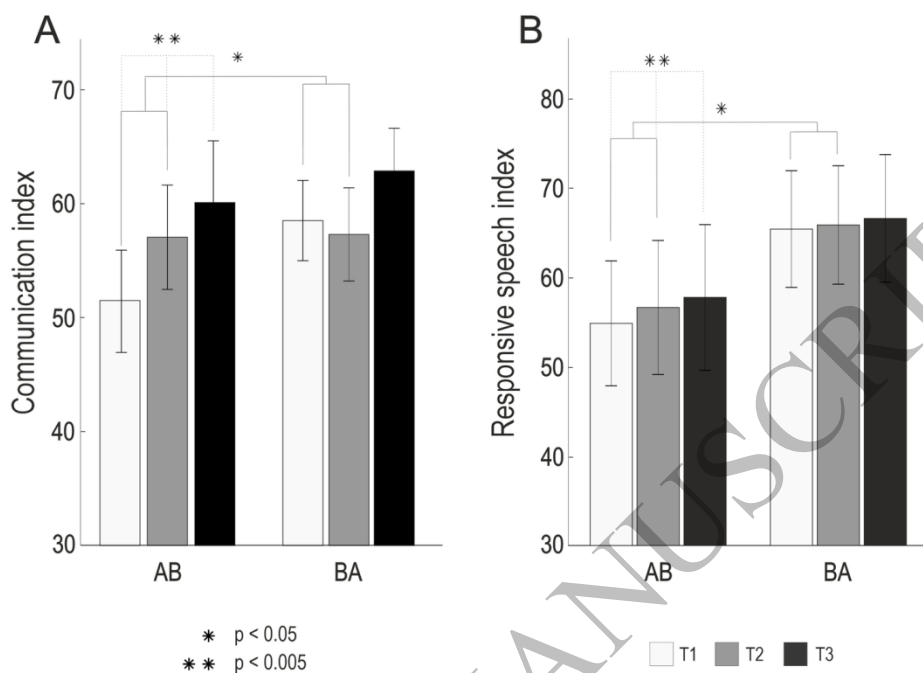 A
**
*
Communication index
70
60
50
40
30
AB
BA
* p < 0.05
** p < 0.005
B
**
*
Responsive speech index
80
70
60
50
40
30
AB
BA
T1 T2 T3
MANUSCRIPT